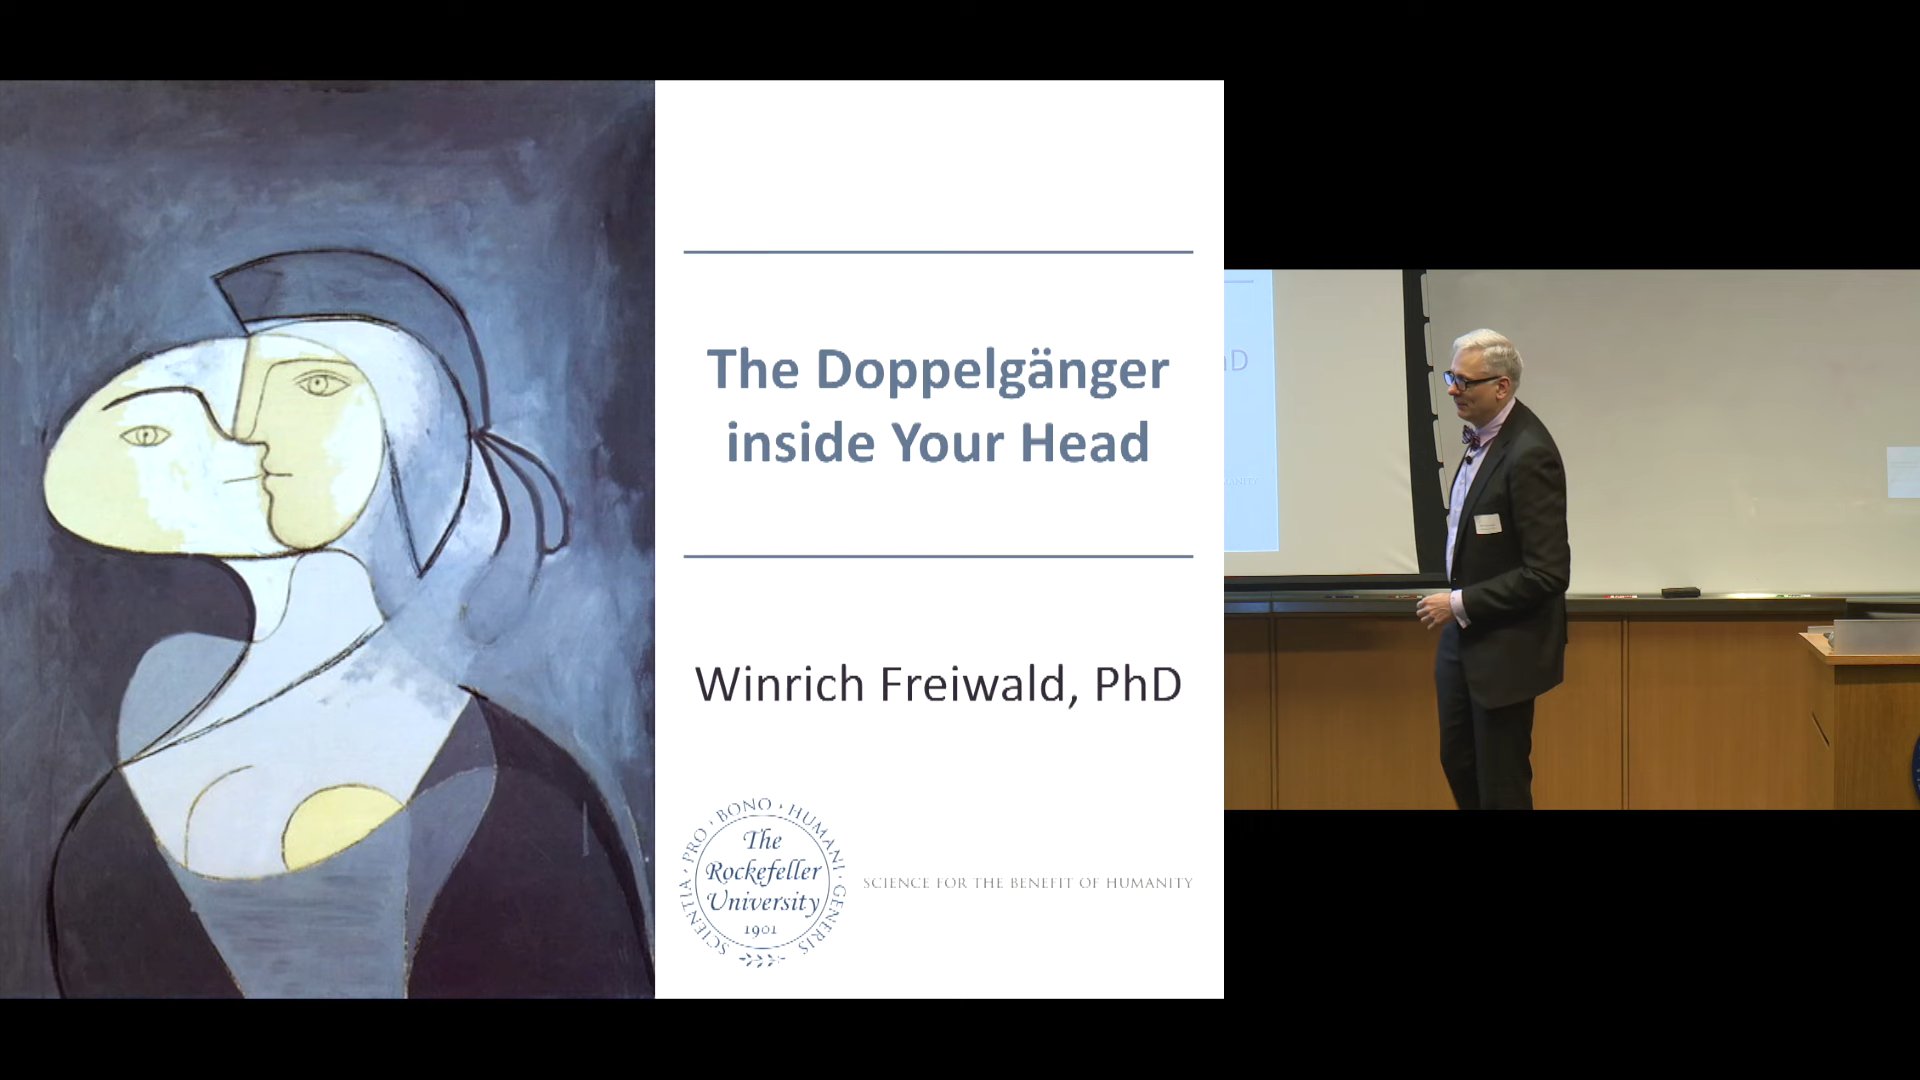 The Doppelgänger
inside Your Head
Winrich Freiwald, PhD
SCIENTIA · PRO · BONO · HUMANI · GENERIS
The
Rockefeller
University
1901
SCIENCE FOR THE BENEFIT OF HUMANITY
D